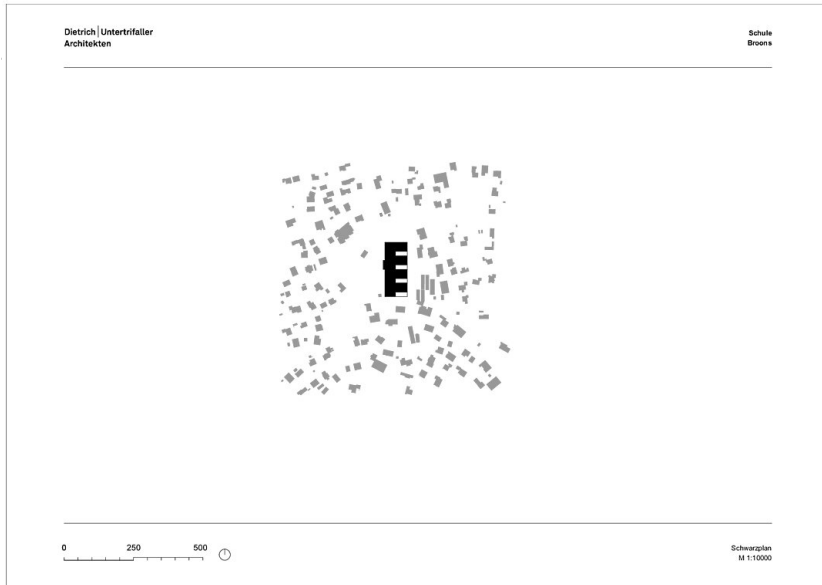 Dietrich | Untertrifaller
Architekten
Schule
Broons
0 250 500
Schwarzplan
M 1:10000